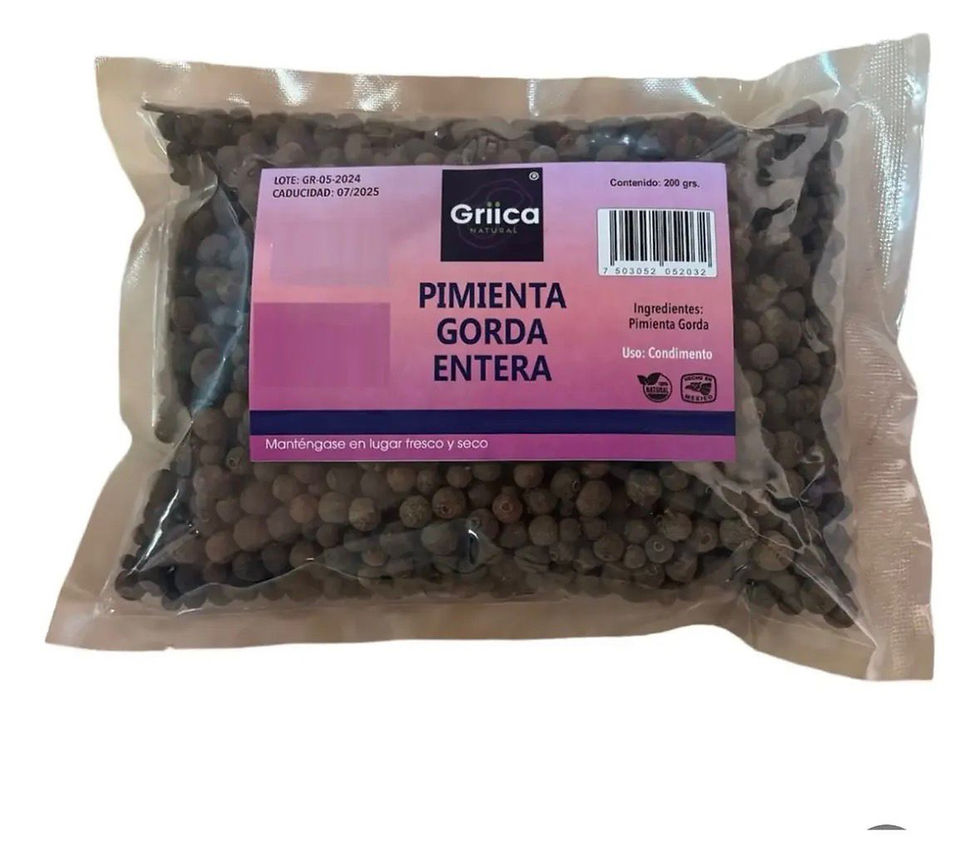 LOTE: GR-05-2024
CADUCIDAD: 07/2025
®
Griica
NATURAL
Contenido: 200 grs.
7 503052 052032
PIMIENTA
GORDA
ENTERA
Ingredientes:
Pimienta Gorda
Uso: Condimento
100%
NATURAL
HECHO EN
MÉXICO
Manténgase en lugar fresco y seco